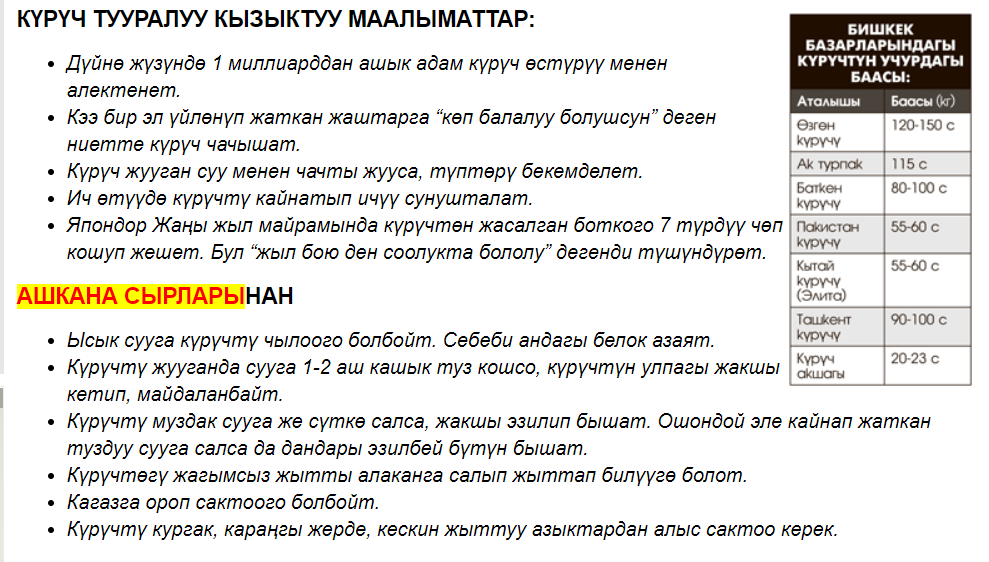 КҮРҮЧ ТУУРАЛУУ КЫЗЫКТУУ МААЛЫМАТТАР:
Дүйнө жүзүндө 1 миллиарддан ашык адам күрүч өстүрүү менен
алектенет.
Кээ бир эл үйлөнүп жаткан жаштарга “көп балалуу болушсун” деген
ниетте күрүч чачышат.
Күрүч жууган суу менен чачты жууса, түптөрү бекемделет.
Ич өтүүдө күрүчтү кайнатып ичүү сунушталат.
Япондор Жаңы жыл майрамында күрүчтөн жасалган боткого 7 түрдүү чөп
кошуп жешет. Бул “жыл бою ден соолукта бололу” дегенди түшүндүрөт.
АШКАНА СЫРЛАРЫНАН
Ысык сууга күрүчтү чылоого болбойт. Себеби андагы белок азаят.
Күрүчтү жууганда сууга 1-2 аш кашык туз кошсо, күрүчтүн улпагы жакшы
кетип, майдаланбайт.
Күрүчтү муздак сууга же сүткө салса, жакшы эзилип бышат. Ошондой эле кайнап жаткан
туздуу сууга салса да дандары эзилбей бүтүн бышат.
Күрүчтөгү жагымсыз жытты алаканга салып жыттап билүүгө болот.
Кагазга ороп сактоого болбойт.
Күрүчтү кургак, караңгы жерде, кескин жыттуу азыктардан алыс сактоо керек.
БИШКЕК
БАЗАРЛАРЫНДАГЫ
КҮРҮЧТҮН УЧУРДАГЫ
БААСЫ:
Аталышы Баасы (кг)
Өзгөн 120-150 с
күрүчү
Ак турпак 115 с
Баткен 80-100 с
күрүчү
Пакистан 55-60 с
күрүчү
Кытай 55-60 с
күрүчү
(Элита)
Ташкент 90-100 с
күрүчү
Күрүч 20-23 с
акшагы